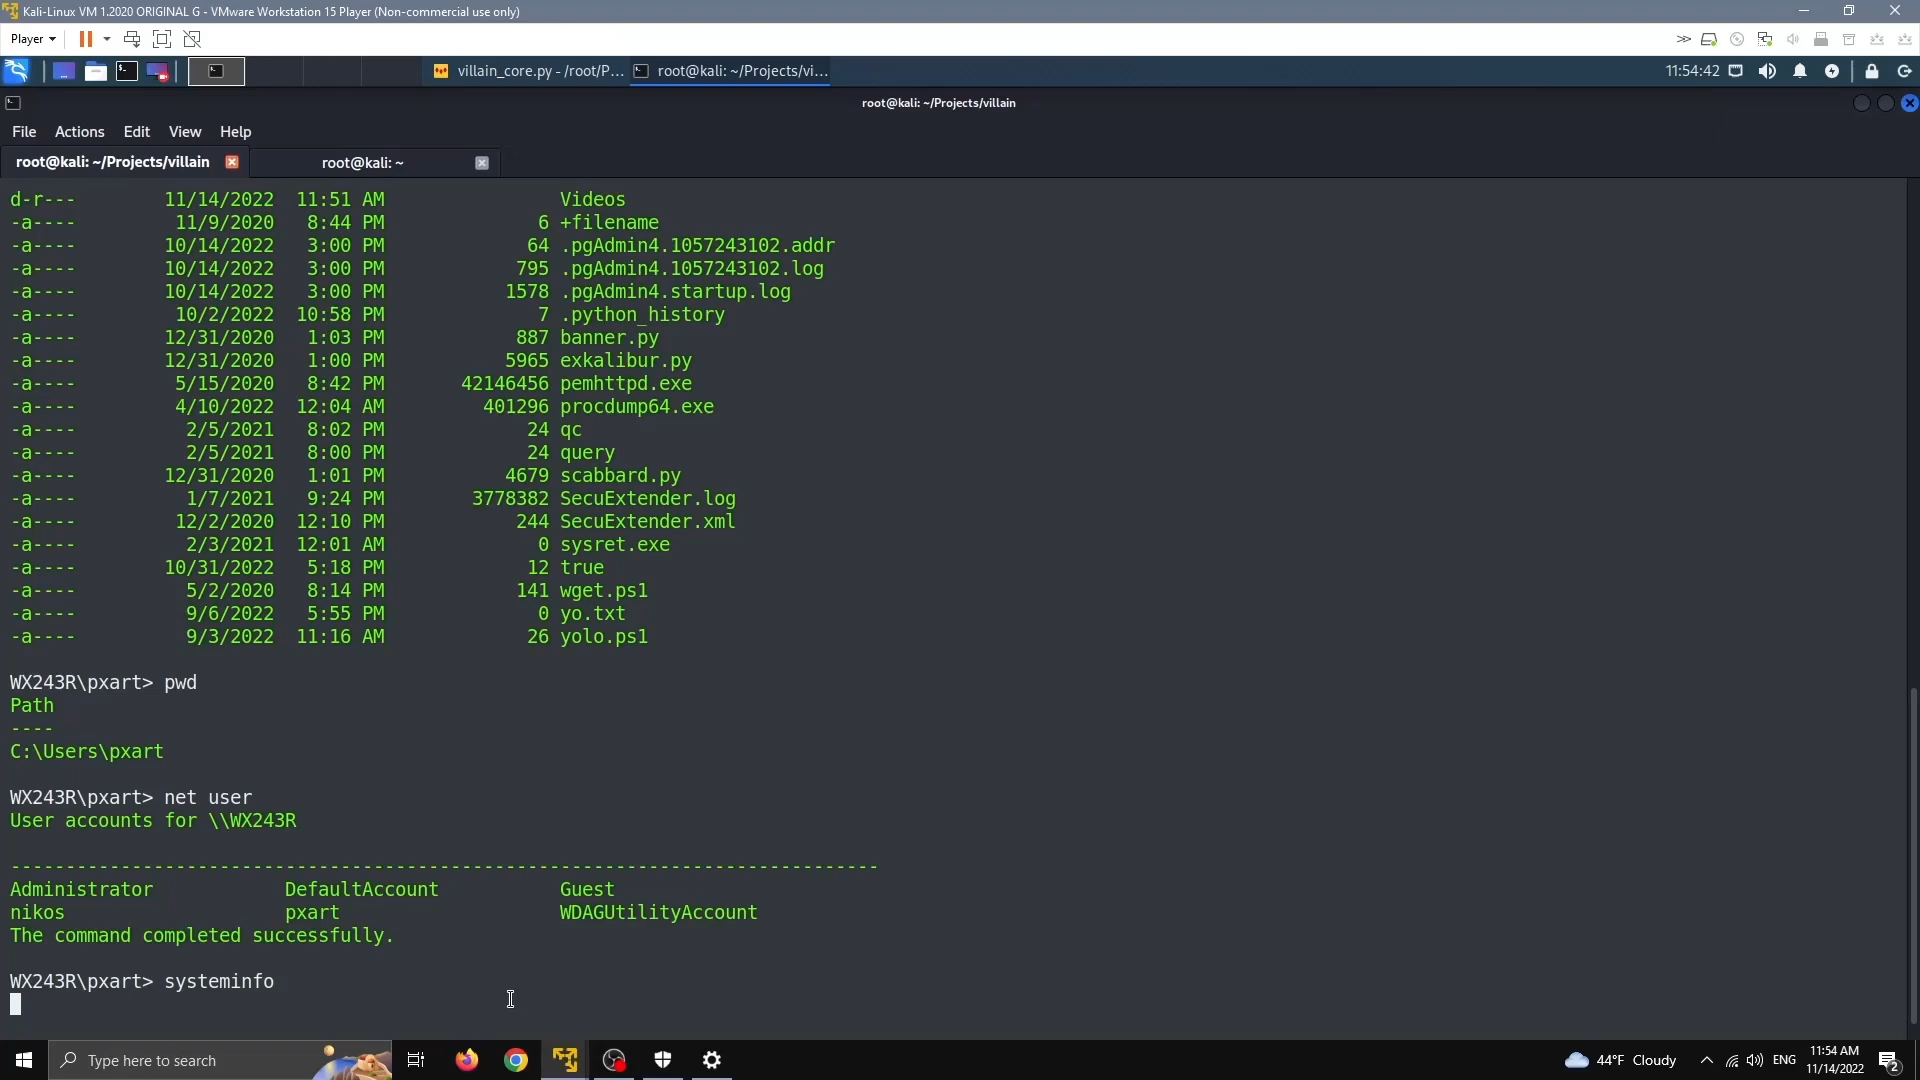 Kali-Linux VM 1.2020 ORIGINAL G - VMware Workstation 15 Player (Non-commercial use only)
Player
villain_core.py - /root/P...
root@kali: ~/Projects/vi...
11:54:42
root@kali: ~/Projects/villain
File Actions Edit View Help
root@kali: ~/Projects/villain
root@kali: ~
d-r--- 11/14/2022 11:51 AM Videos
-a---- 11/9/2020 8:44 PM 6 +filename
-a---- 10/14/2022 3:00 PM 64 .pgAdmin4.1057243102.addr
-a---- 10/14/2022 3:00 PM 795 .pgAdmin4.1057243102.log
-a---- 10/14/2022 3:00 PM 1578 .pgAdmin4.startup.log
-a---- 10/2/2022 10:58 PM 7 .python_history
-a---- 12/31/2020 1:03 PM 887 banner.py
-a---- 12/31/2020 1:00 PM 5965 exkalibur.py
-a---- 5/15/2020 8:42 PM 42146456 pemhttpd.exe
-a---- 4/10/2022 12:04 AM 401296 procdump64.exe
-a---- 2/5/2021 8:02 PM 24 qc
-a---- 2/5/2021 8:00 PM 24 query
-a---- 12/31/2020 1:01 PM 4679 scabbard.py
-a---- 1/7/2021 9:24 PM 3778382 SecuExtender.log
-a---- 12/2/2020 12:10 PM 244 SecuExtender.xml
-a---- 2/3/2021 12:01 AM 0 sysret.exe
-a---- 10/31/2022 5:18 PM 12 true
-a---- 5/2/2020 8:14 PM 141 wget.ps1
-a---- 9/6/2022 5:55 PM 0 yo.txt
-a---- 9/3/2022 11:16 AM 26 yolo.ps1
WX243R\pxart> pwd
Path
----
C:\Users\pxart
WX243R\pxart> net user
User accounts for \\WX243R
-------------------------------------------------------------------------------
Administrator DefaultAccount Guest
nikos pxart WDAGUtilityAccount
The command completed successfully.
WX243R\pxart> systeminfo
Type here to search
44°F Cloudy
ENG
11:54 AM
11/14/2022
2